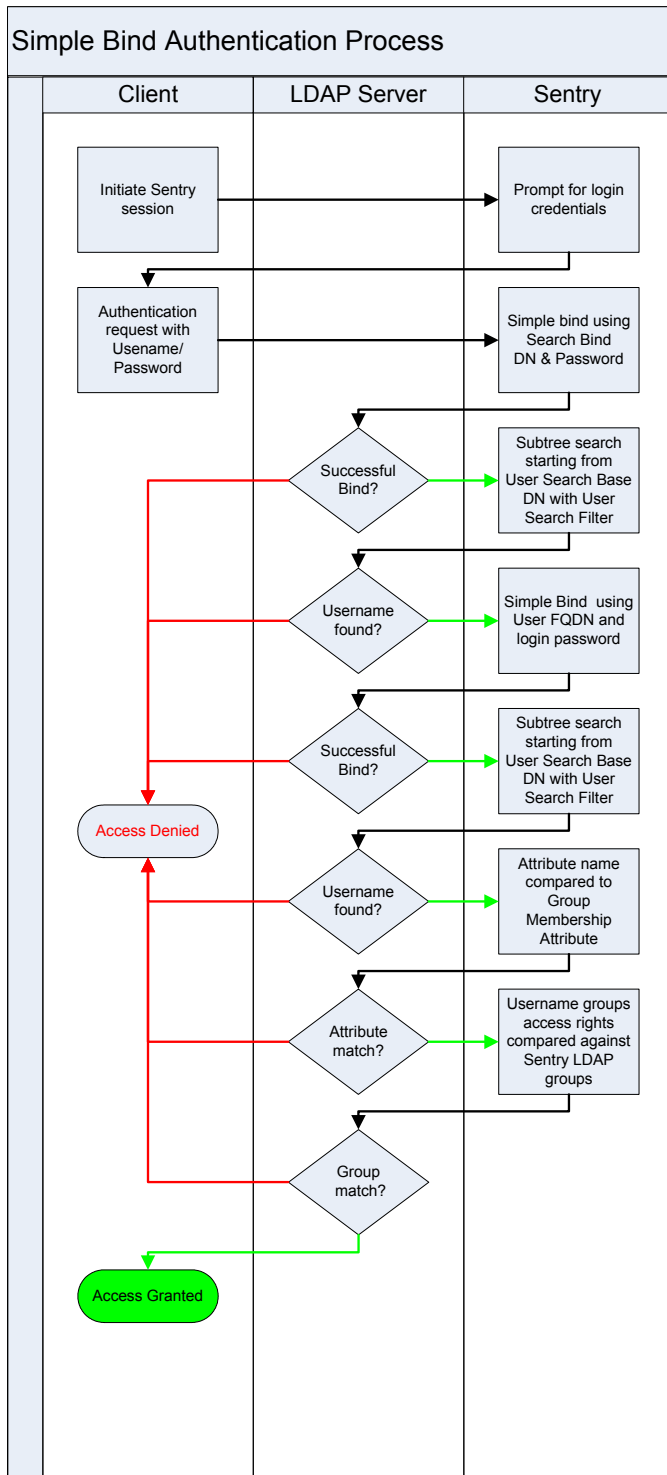 Simple Bind Authentication Process
Client
LDAP Server
Sentry
Initiate Sentry
session
Prompt for login
credentials
Authentication
request with
Usename/
Password
Simple bind using
Search Bind
DN & Password
Successful
Bind?
Subtree search
starting from
User Search Base
DN with User
Search Filter
Username
found?
Simple Bind using
User FQDN and
login password
Successful
Bind?
Subtree search
starting from
User Search Base
DN with User
Search Filter
Access Denied
Username
found?
Attribute name
compared to
Group
Membership
Attribute
Attribute
match?
Username groups
access rights
compared against
Sentry LDAP
groups
Group
match?
Access Granted